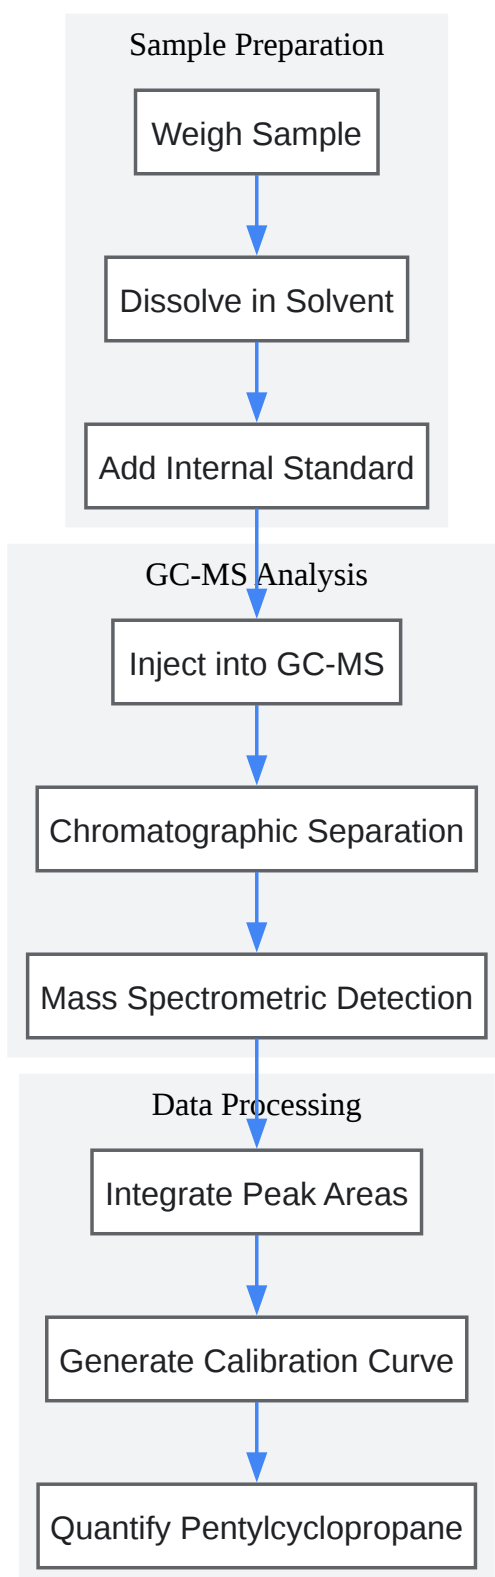 Sample Preparation
Weigh Sample
Dissolve in Solvent
Add Internal Standard
GC-MS Analysis
Inject into GC-MS
Chromatographic Separation
Mass Spectrometric Detection
Data Processing
Integrate Peak Areas
Generate Calibration Curve
Quantify Pentylcyclopropane